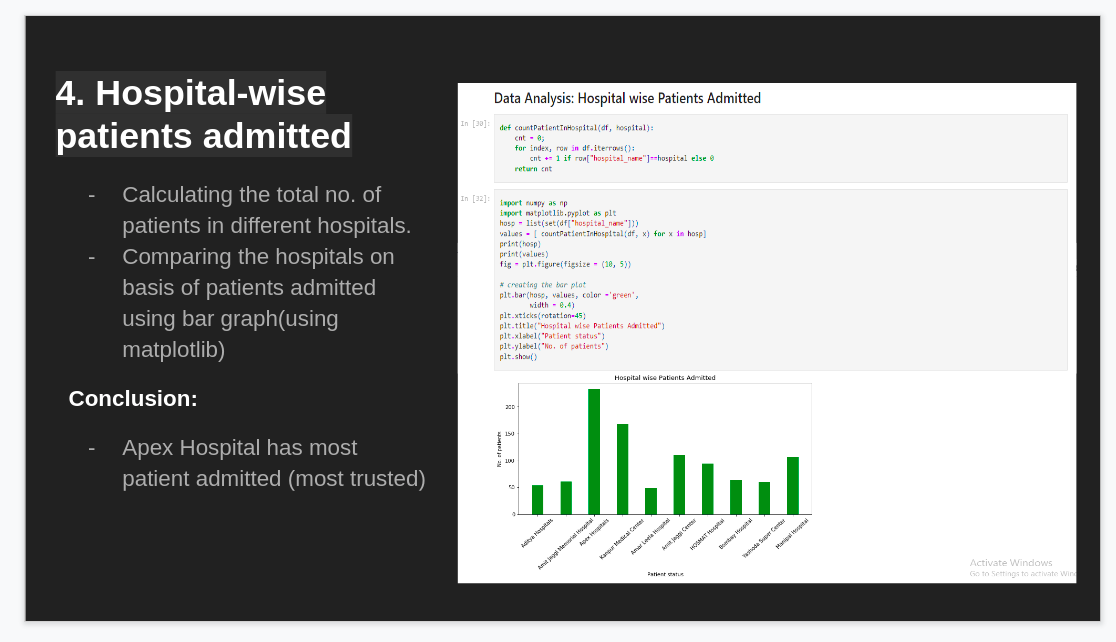 4. Hospital-wise
patients admitted
- Calculating the total no. of
patients in different hospitals.
- Comparing the hospitals on
basis of patients admitted
using bar graph(using
matplotlib)
Conclusion:
- Apex Hospital has most
patient admitted (most trusted)
Data Analysis: Hospital wise Patients Admitted
In [30]:
def countPatientInHospital(df, hospital):
    cnt = 0;
    for index, row in df.iterrows():
        cnt += 1 if row["hospital_name"]==hospital else 0
    return cnt
In [32]:
import numpy as np
import matplotlib.pyplot as plt
hosp = list(set(df["hospital_name"]))
values = [ countPatientInHospital(df, x) for x in hosp]
print(hosp)
print(values)
fig = plt.figure(figsize = (10, 5))
# creating the bar plot
plt.bar(hosp, values, color ='green',
        width = 0.4)
plt.xticks(rotation=45)
plt.title("Hospital wise Patients Admitted")
plt.xlabel("Patient status")
plt.ylabel("No. of patients")
plt.show()
Hospital wise Patients Admitted
No. of patients
200
150
100
50
0
Aditya Hospitals
Amit Jaggi Memorial Hospital
Apex Hospitals
Kanpur Medical Center
Amar Leela Hospital
Amit Jaggi Center
HOSMAT Hospital
Bombay Hospital
Yashoda Super Center
Manipal Hospital
Patient status
Activate Windows
Go to Settings to activate Win